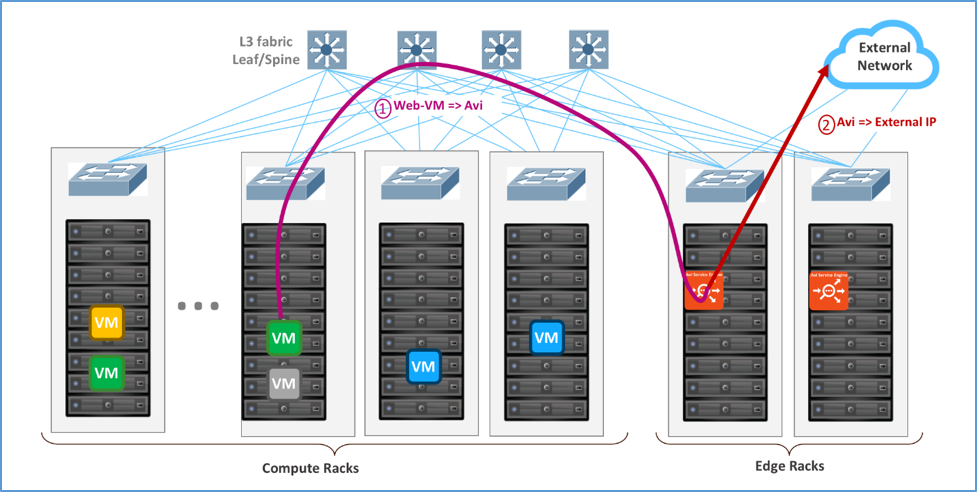 L3 fabric
Leaf/Spine
External
Network
1 Web-VM => Avi
2 Avi => External IP
Avi Service Engine
Avi Service Engine
VM
VM
VM
VM
VM
VM
Compute Racks
Edge Racks